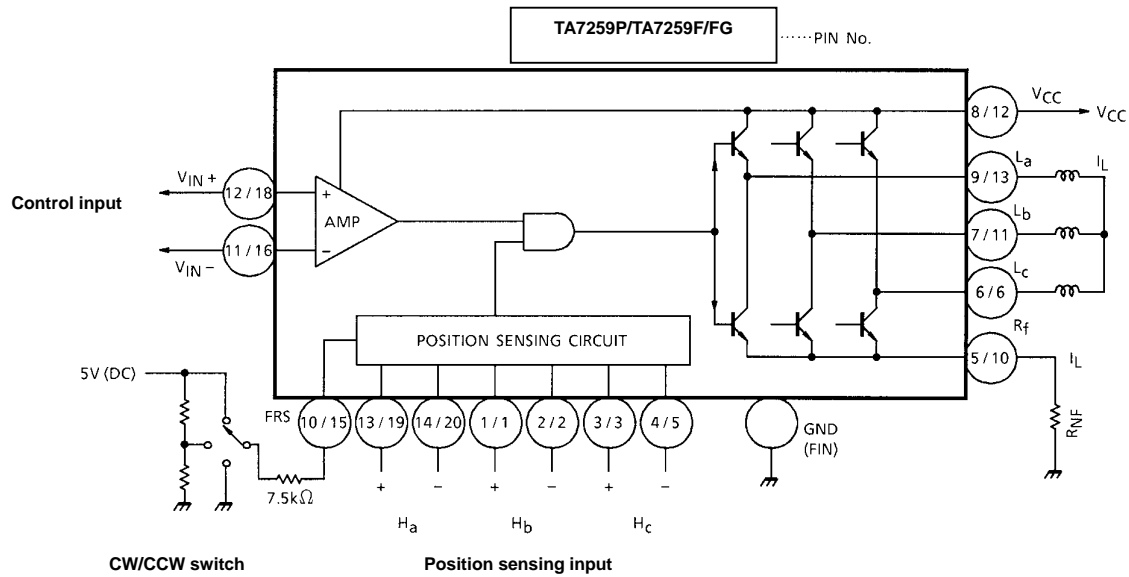 TA7259P/TA7259F/FG
······PIN No.
VCC
8/12
VCC
VIN+
12/18
Control input
AMP
+
−
11/16
VIN−
La
9/13
IL
Lb
7/11
Lc
6/6
Rf
5/10
IL
RNF
POSITION SENSING CIRCUIT
5V (DC)
FRS
10/15
13/19
14/20
1/1
2/2
3/3
4/5
GND
(FIN)
7.5kΩ
+
−
+
−
+
−
Ha
Hb
Hc
CW/CCW switch
Position sensing input